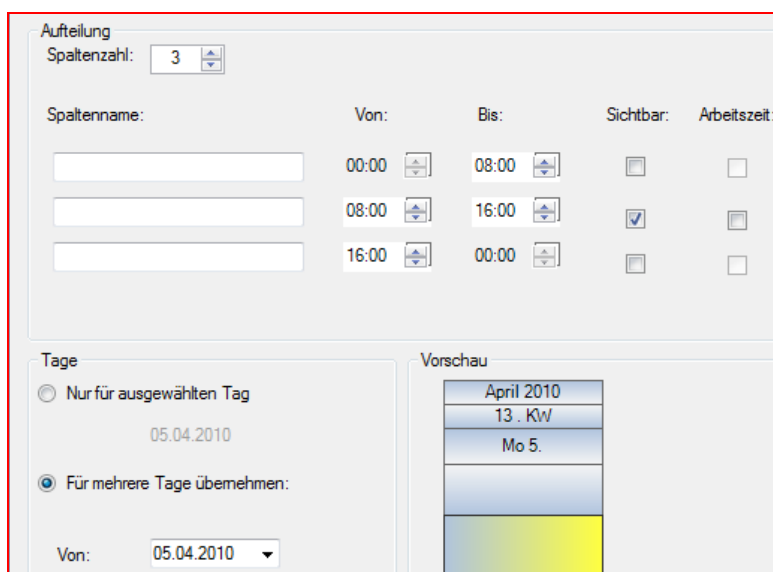 Aufteilung
Spaltenzahl: 3
Spaltenname: Von: Bis: Sichtbar: Arbeitszeit:
00:00 08:00
08:00 16:00
16:00 00:00
Tage
Nur für ausgewählten Tag
05.04.2010
Für mehrere Tage übernehmen:
Von: 05.04.2010
Vorschau
April 2010
13 . KW
Mo 5.